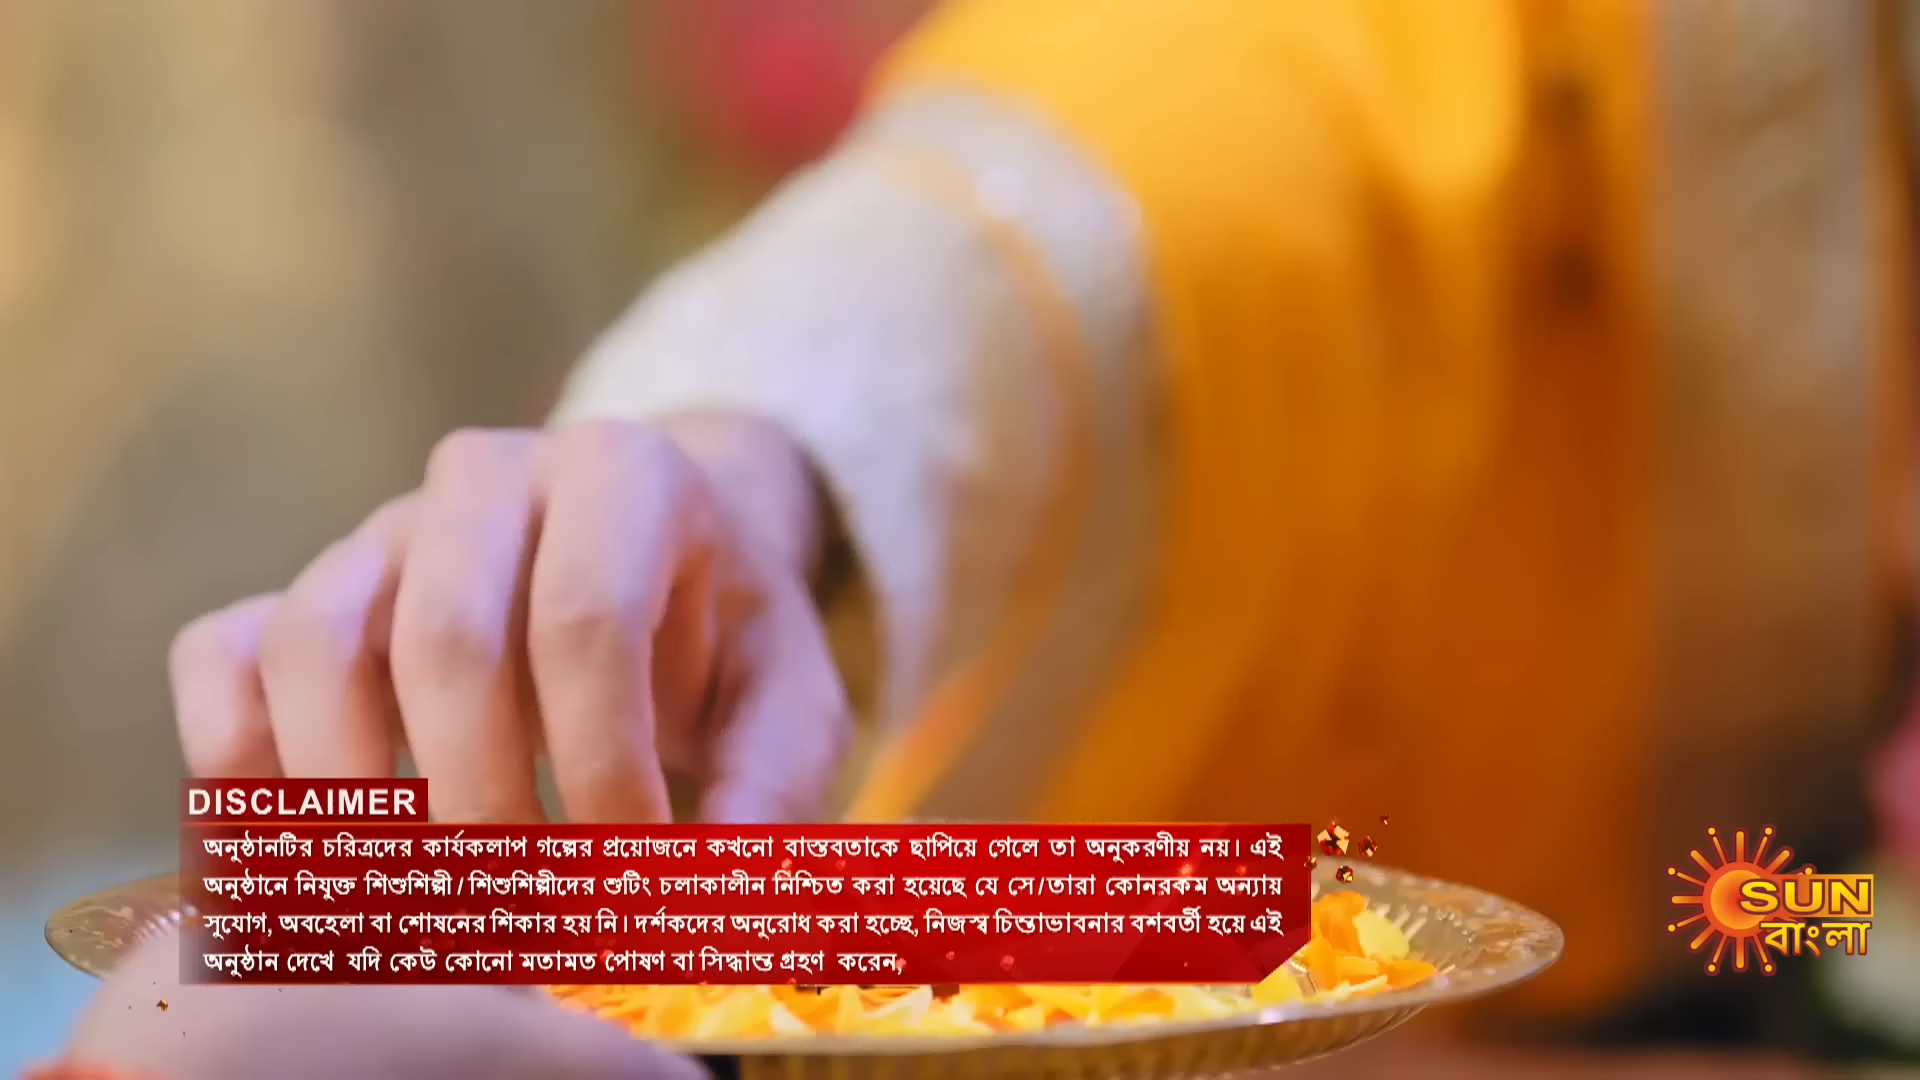 DISCLAIMER
অনুষ্ঠানটির চরিত্রদের কার্যকলাপ গল্পের প্রয়োজনে কখনো বাস্তবতাকে ছাপিয়ে গেলে তা অনুকরণীয় নয়। এই
অনুষ্ঠানে নিযুক্ত শিশুশিল্পী/শিশুশিল্পীদের শুটিং চলাকালীন নিশ্চিত করা হয়েছে যে সে/তারা কোনরকম অন্যায়
সুযোগ, অবহেলা বা শোষনের শিকার হয় নি। দর্শকদের অনুরোধ করা হচ্ছে, নিজস্ব চিন্তাভাবনার বশবর্তী হয়ে এই
অনুষ্ঠান দেখে যদি কেউ কোনো মতামত পোষণ বা সিদ্ধান্ত গ্রহণ করেন,
SUN
বাংলা